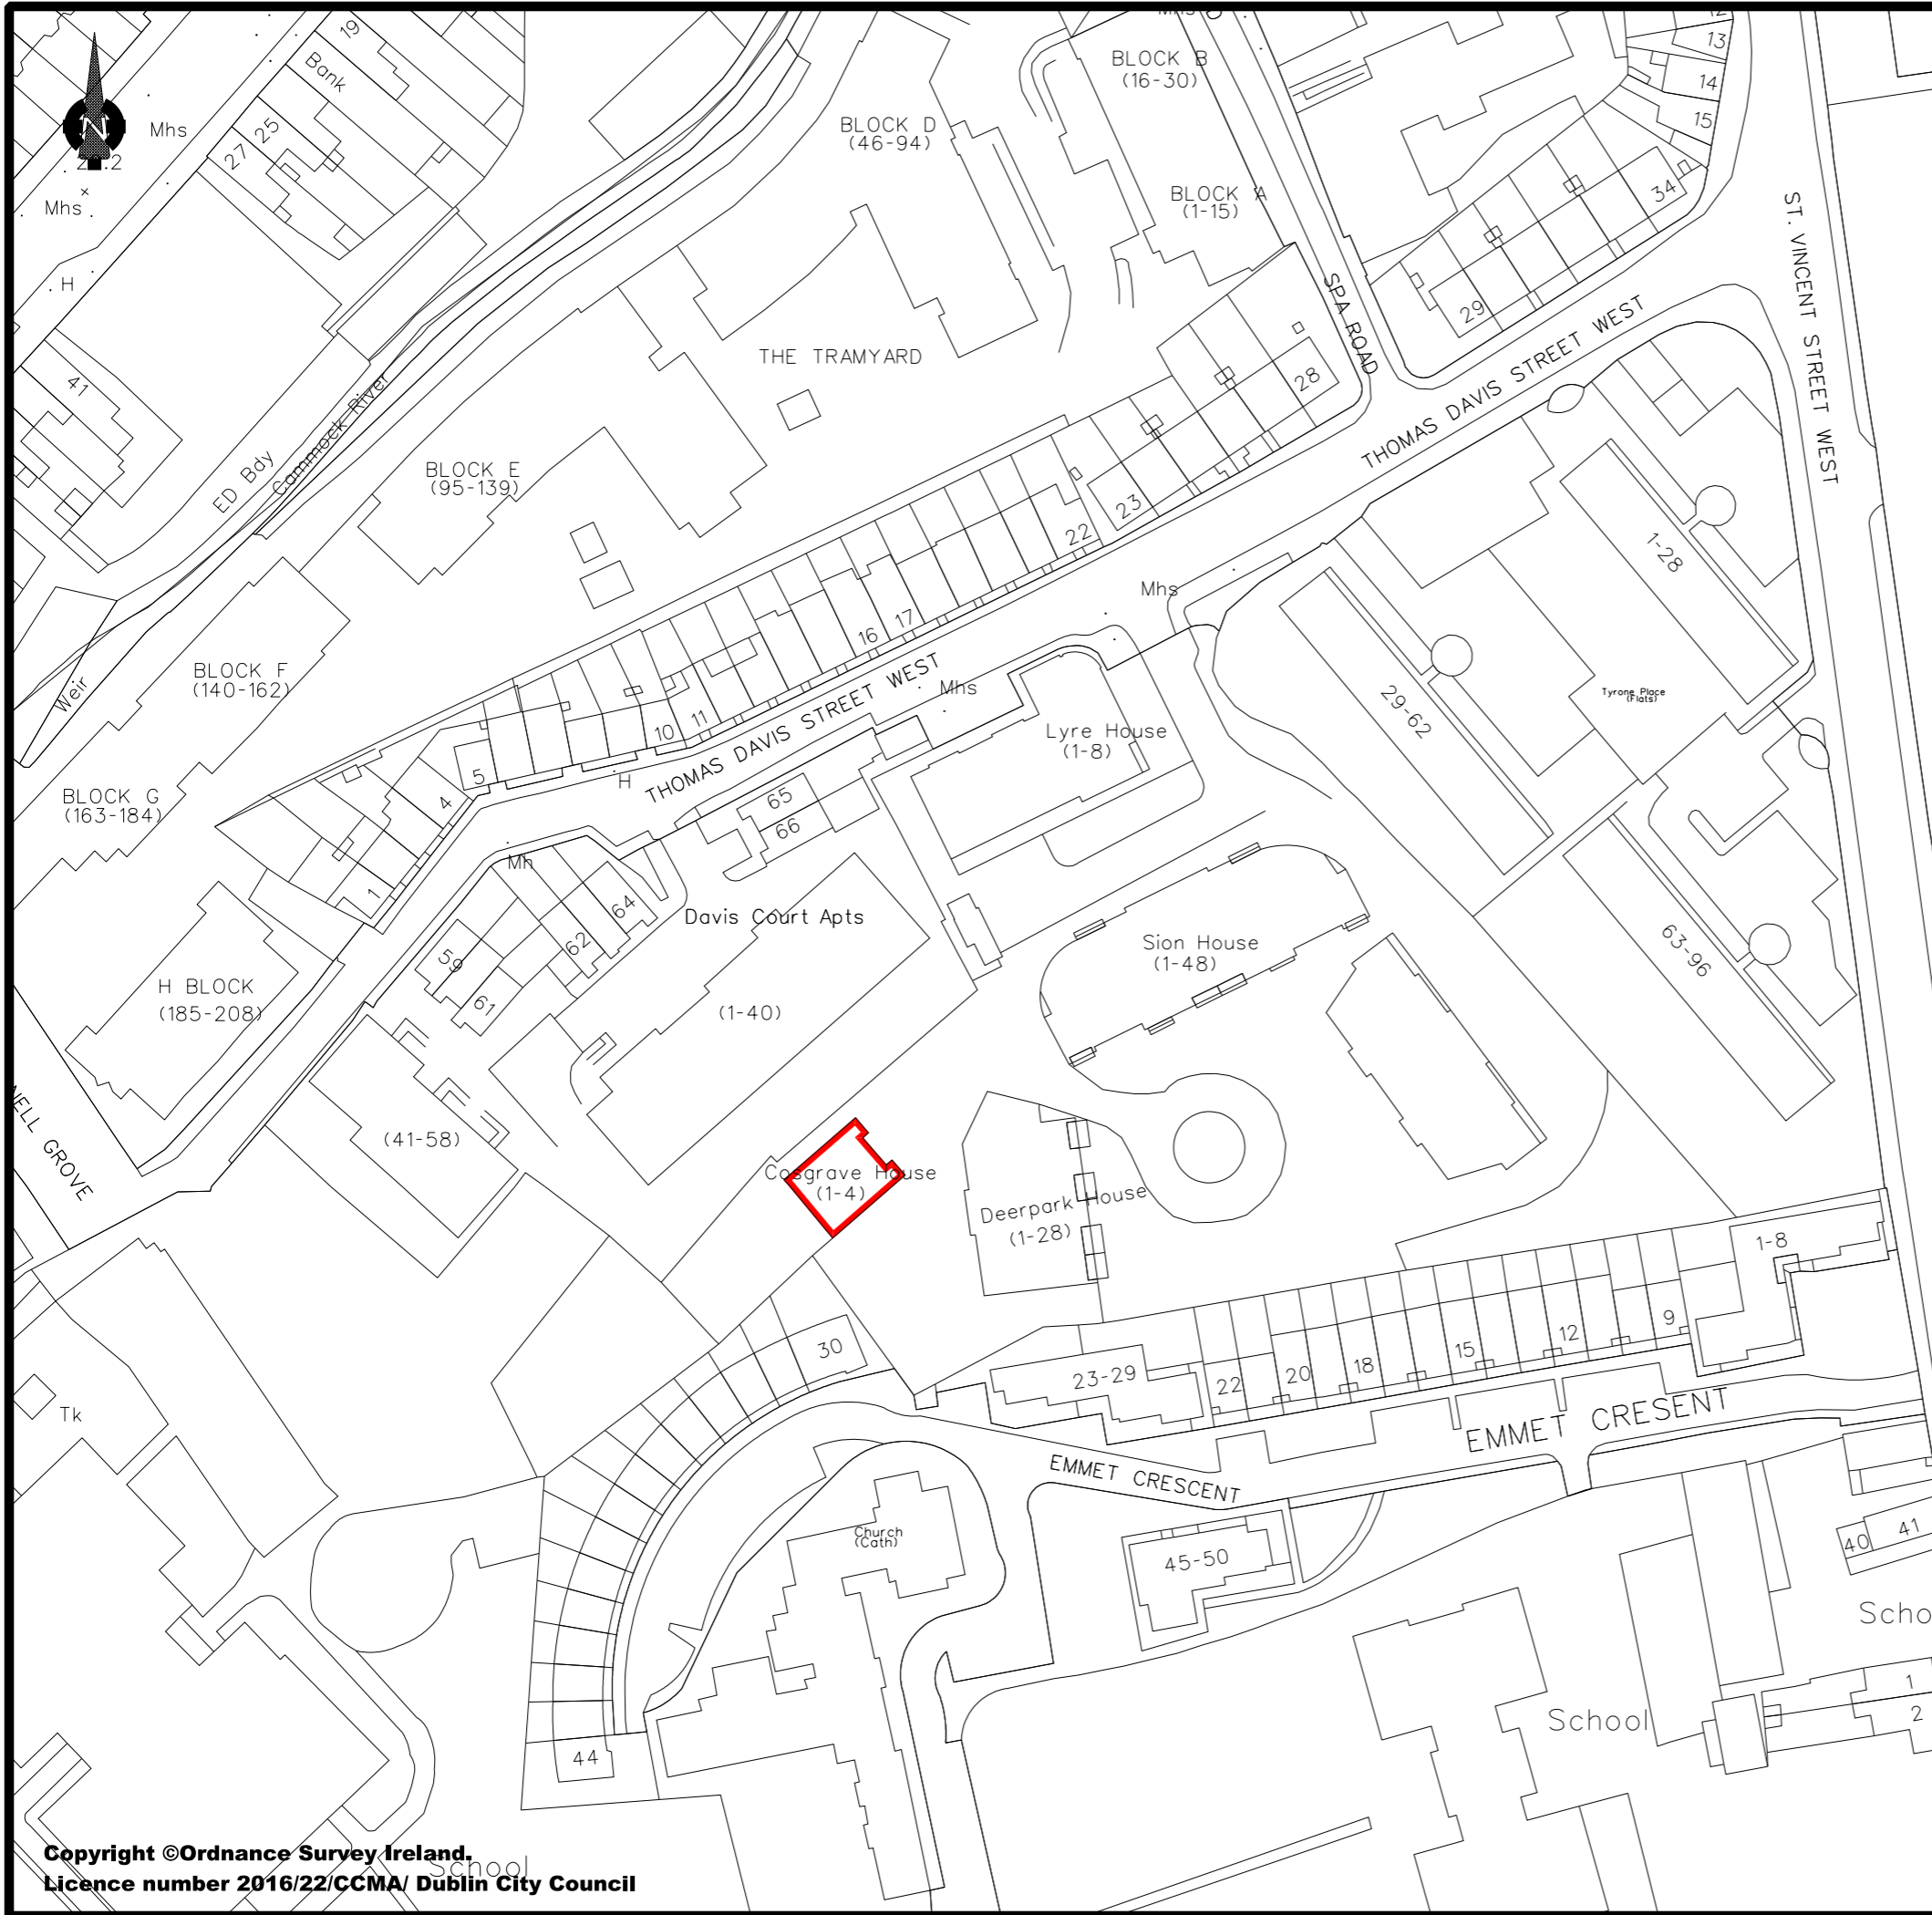 19
Bank
N
Mhs
25
27
Mhs
H
41
ED Bdy
Cammock River
Weir
BLOCK B
(16-30)
BLOCK D
(46-94)
BLOCK A
(1-15)
12
13
14
15
34
29
ST. VINCENT STREET WEST
SPA ROAD
THE TRAMYARD
28
THOMAS DAVIS STREET WEST
BLOCK E
(95-139)
23
22
1-28
Mhs
17
16
BLOCK F
(140-162)
29-62
Tyrone Place
(Flats)
THOMAS DAVIS STREET WEST
Mhs
11
10
Lyre House
(1-8)
5
4
H
BLOCK G
(163-184)
65
66
Mh
1
64
62
59
61
Davis Court Apts
(1-40)
Sion House
(1-48)
63-96
H BLOCK
(185-208)
(41-58)
Cosgrave House
(1-4)
Deerpark House
(1-28)
GROVE
1-8
30
23-29
22
20
18
15
12
9
Tk
EMMET CRESENT
EMMET CRESCENT
Church
(Cath)
45-50
40
41
1
2
School
44
School
Copyright ©Ordnance Survey Ireland.
Licence number 2016/22/CCMA/ Dublin City Council